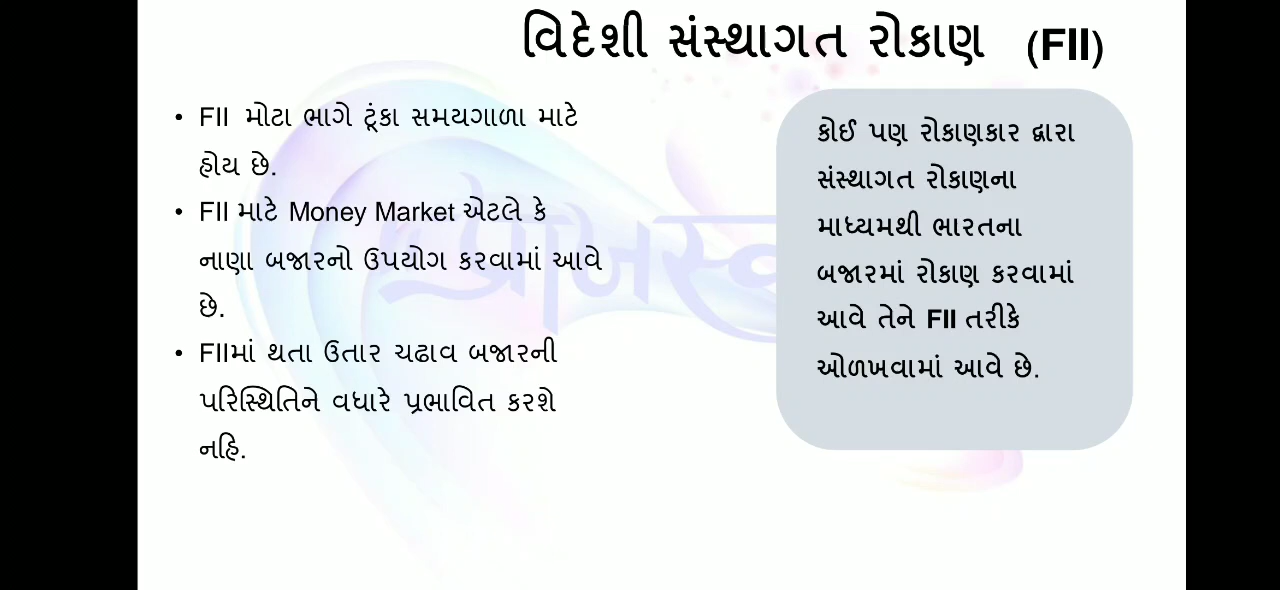 વિદેશી સંસ્થાગત રોકાણ (FII)
• FII મોટા ભાગે ટૂંકા સમયગાળા માટે
હોય છે.
• FII માટે Money Market એટલે કે
નાણા બજારનો ઉપયોગ કરવામાં આવે
છે.
• FIIમાં થતા ઉતાર ચઢાવ બજારની
પરિસ્થિતિને વધારે પ્રભાવિત કરશે
નહિ.
કોઈ પણ રોકાણકાર દ્વારા
સંસ્થાગત રોકાણના
માધ્યમથી ભારતના
બજારમાં રોકાણ કરવામાં
આવે તેને FII તરીકે
ઓળખવામાં આવે છે.